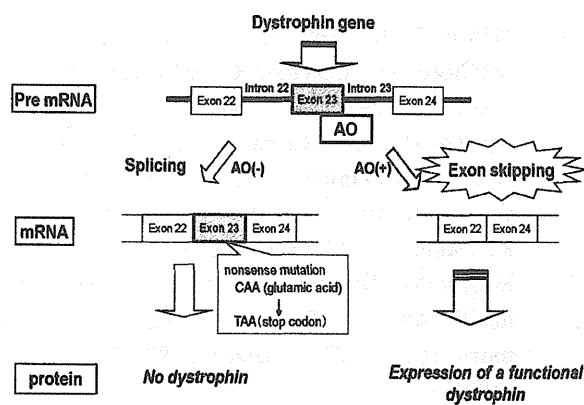 Dystrophin gene
Pre mRNA
Exon 22
Intron 22
Exon 23
Intron 23
Exon 24
AO
Splicing
AO(-)
AO(+)
Exon skipping
mRNA
Exon 22
Exon 23
Exon 24
Exon 22
Exon 24
nonsense mutation
CAA (glutamic acid)
TAA(stop codon)
protein
No dystrophin
Expression of a functional
dystrophin